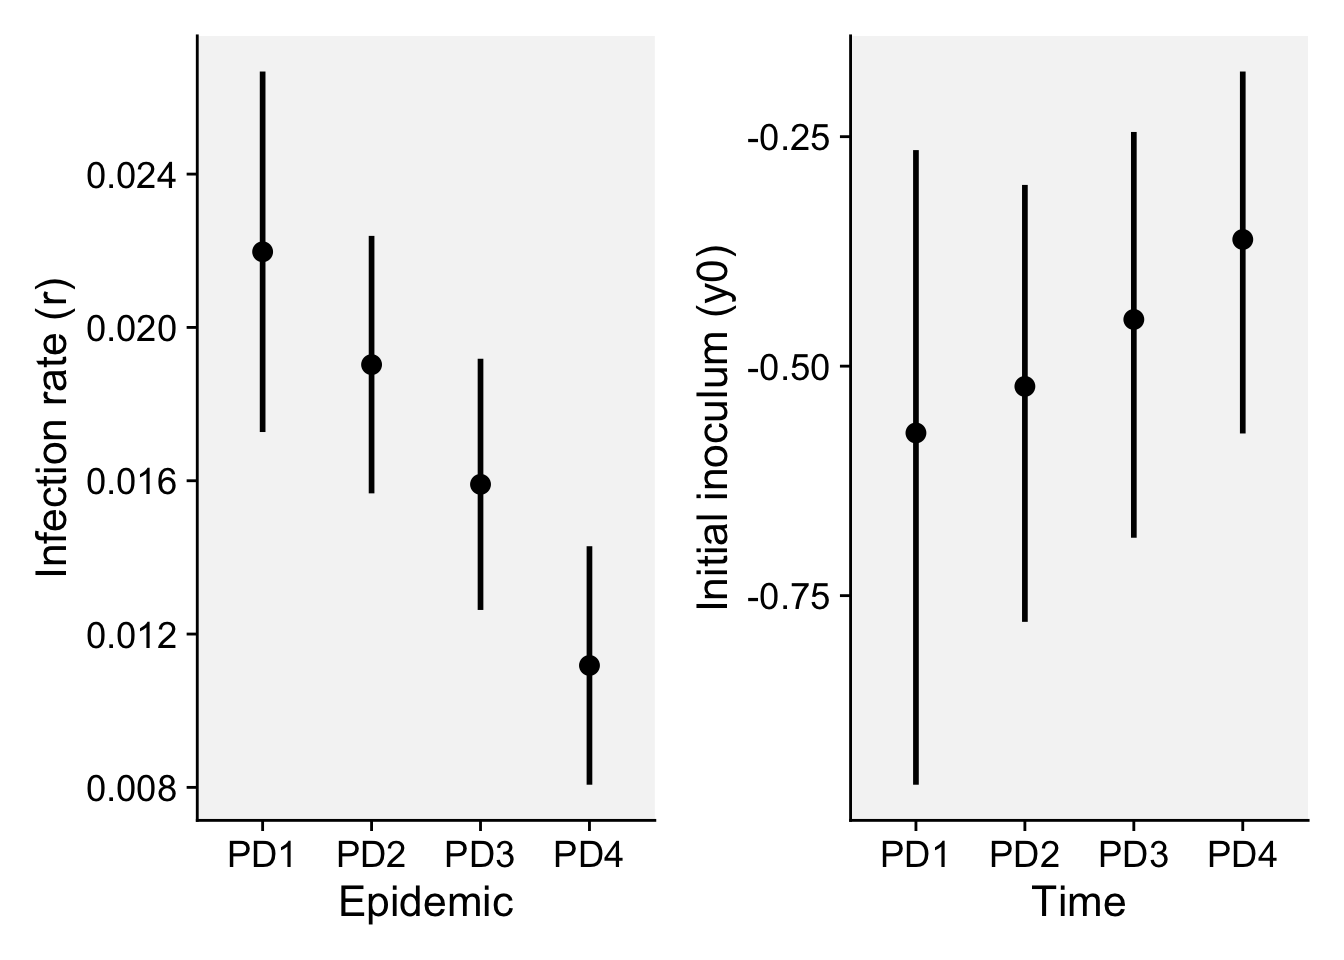 Infection rate (r)
0.024
0.020
0.016
0.012
0.008
PD1 PD2 PD3 PD4
Epidemic
Initial inoculum (y0)
-0.25
-0.50
-0.75
PD1 PD2 PD3 PD4
Time